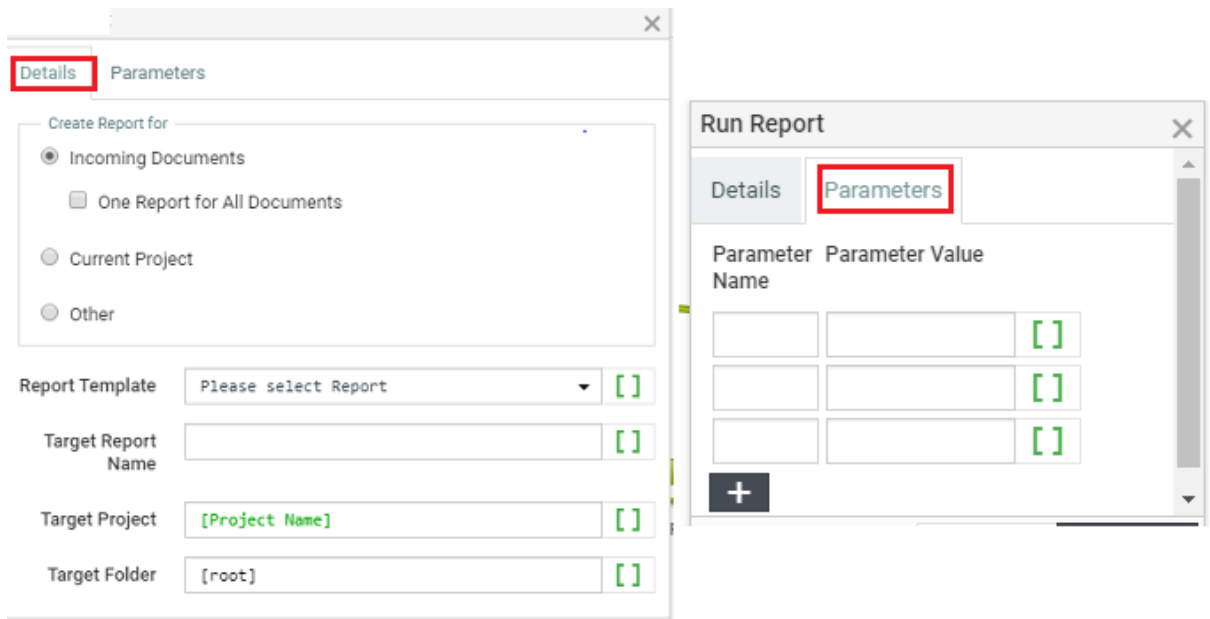 Details Parameters
Create Report for
Incoming Documents
One Report for All Documents
Current Project
Other
Report Template Please select Report []
Target Report
Name []
Target Project [Project Name] []
Target Folder [root] []
Run Report
Details Parameters
Parameter Parameter Value
Name
[]
[]
[]
+